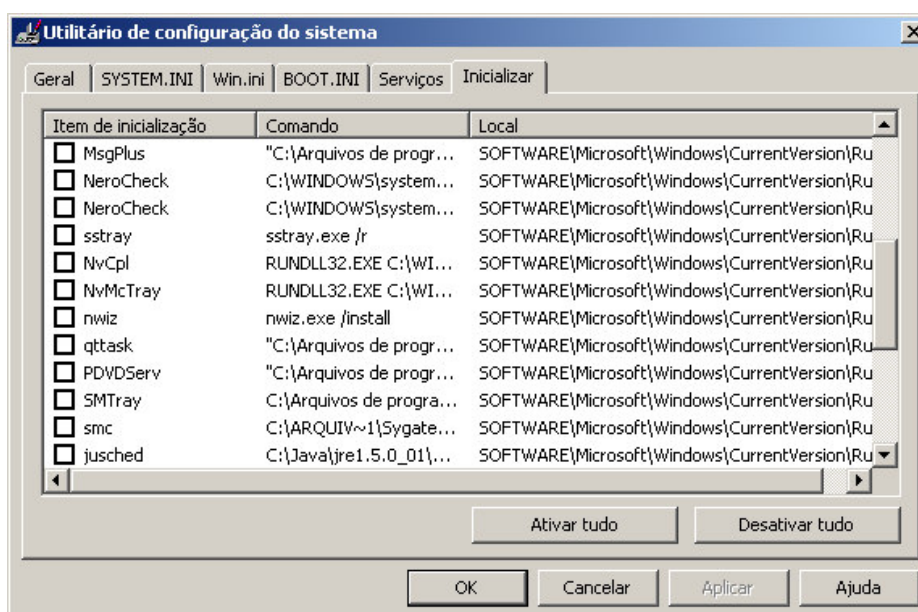 Utilitário de configuração do sistema
Geral SYSTEM.INI Win.ini BOOT.INI Serviços Inicializar
Item de inicialização Comando Local
MsgPlus "C:\Arquivos de progr... SOFTWARE\Microsoft\Windows\CurrentVersion\Ru
NeroCheck C:\WINDOWS\system... SOFTWARE\Microsoft\Windows\CurrentVersion\Ru
NeroCheck C:\WINDOWS\system... SOFTWARE\Microsoft\Windows\CurrentVersion\Ru
sstray sstray.exe /r SOFTWARE\Microsoft\Windows\CurrentVersion\Ru
NvCpl RUNDLL32.EXE C:\WI... SOFTWARE\Microsoft\Windows\CurrentVersion\Ru
NvMcTray RUNDLL32.EXE C:\WI... SOFTWARE\Microsoft\Windows\CurrentVersion\Ru
nwiz nwiz.exe /install SOFTWARE\Microsoft\Windows\CurrentVersion\Ru
qttask "C:\Arquivos de progr... SOFTWARE\Microsoft\Windows\CurrentVersion\Ru
PDVDServ "C:\Arquivos de progr... SOFTWARE\Microsoft\Windows\CurrentVersion\Ru
SMTray C:\Arquivos de progra... SOFTWARE\Microsoft\Windows\CurrentVersion\Ru
smc C:\ARQUIV~1\Sygate... SOFTWARE\Microsoft\Windows\CurrentVersion\Ru
jusched C:\Java\jre1.5.0_01\... SOFTWARE\Microsoft\Windows\CurrentVersion\Ru
Ativar tudo Desativar tudo
OK Cancelar Aplicar Ajuda